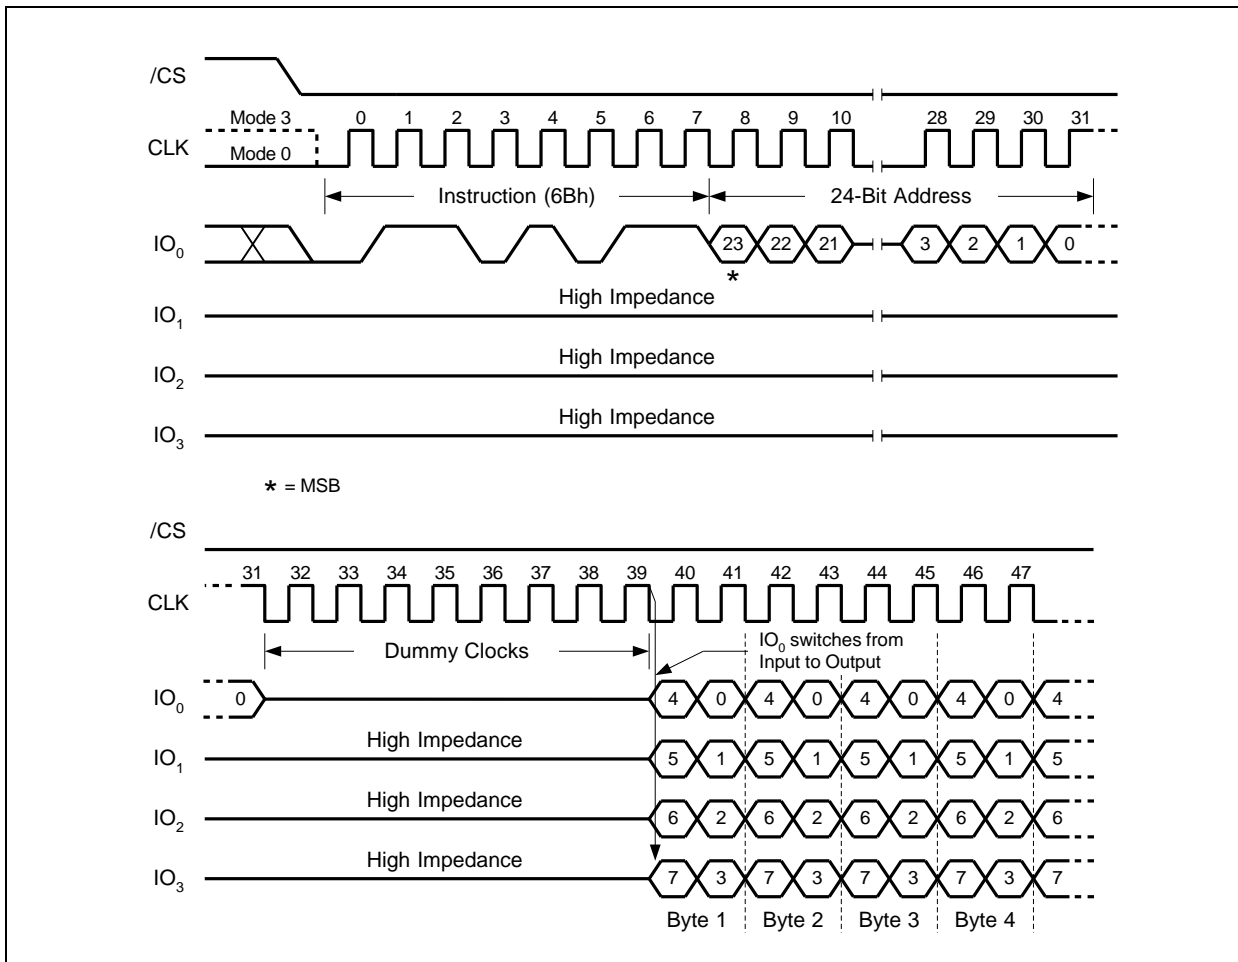 /CS
Mode 3 0 1 2 3 4 5 6 7 8 9 10 28 29 30 31
CLK
Mode 0
Instruction (6Bh) 24-Bit Address
IO0 23 22 21 3 2 1 0
*
High Impedance
IO1
High Impedance
IO2
High Impedance
IO3
* = MSB
/CS
31 32 33 34 35 36 37 38 39 40 41 42 43 44 45 46 47
CLK
Dummy Clocks
IO0 switches from
Input to Output
IO0 0 4 0 4 0 4 0 4 0 4
High Impedance
IO1 5 1 5 1 5 1 5 1 5
High Impedance
IO2 6 2 6 2 6 2 6 2 6
High Impedance
IO3 7 3 7 3 7 3 7 3 7
Byte 1 Byte 2 Byte 3 Byte 4